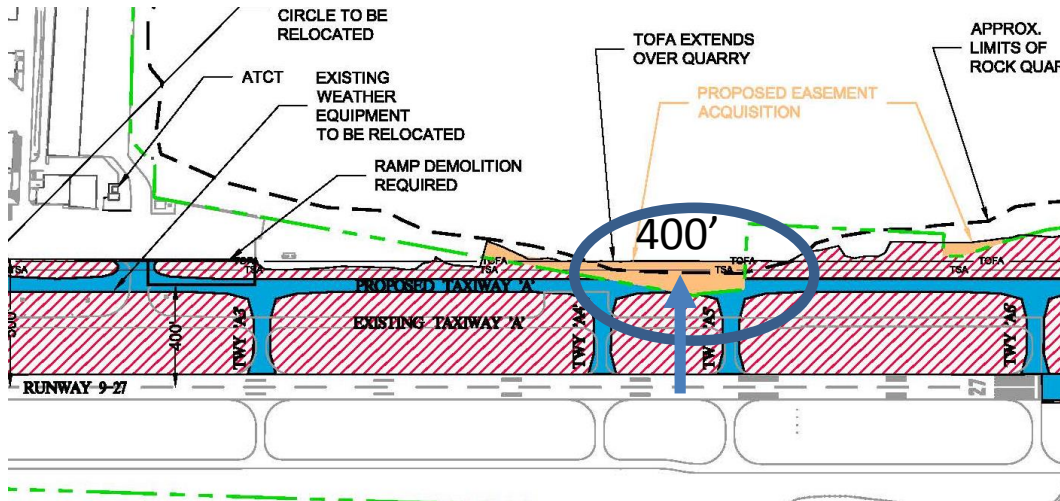 CIRCLE TO BE
RELOCATED
ATCT
EXISTING
WEATHER
EQUIPMENT
TO BE RELOCATED
RAMP DEMOLITION
REQUIRED
TOFA EXTENDS
OVER QUARRY
PROPOSED EASEMENT
ACQUISITION
APPROX.
LIMITS OF
ROCK QUAR
400'
TOFA
TSA
TOFA
TSA
TOFA
TSA
TOFA
TSA
TSA
PROPOSED TAXIWAY 'A'
EXISTING TAXIWAY 'A'
TWY 'A3'
TWY 'A4'
TWY 'A5'
TWY 'A6'
400'
RUNWAY 9-27
27